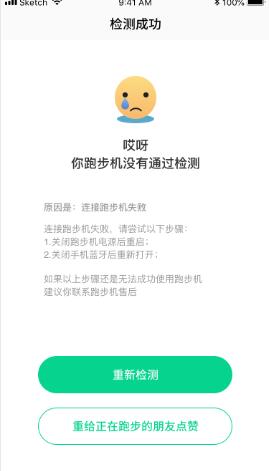 Sketch 9:41 AM 100%
检测成功
哎呀
你跑步机没有通过检测
原因是：连接跑步机失败
连接跑步机失败，请尝试以下步骤：
1.关闭跑步机电源后重启；
2.关闭手机蓝牙后重新打开；
如果以上步骤还是无法成功使用跑步机
建议你联系跑步机售后
重新检测
重给正在跑步的朋友点赞